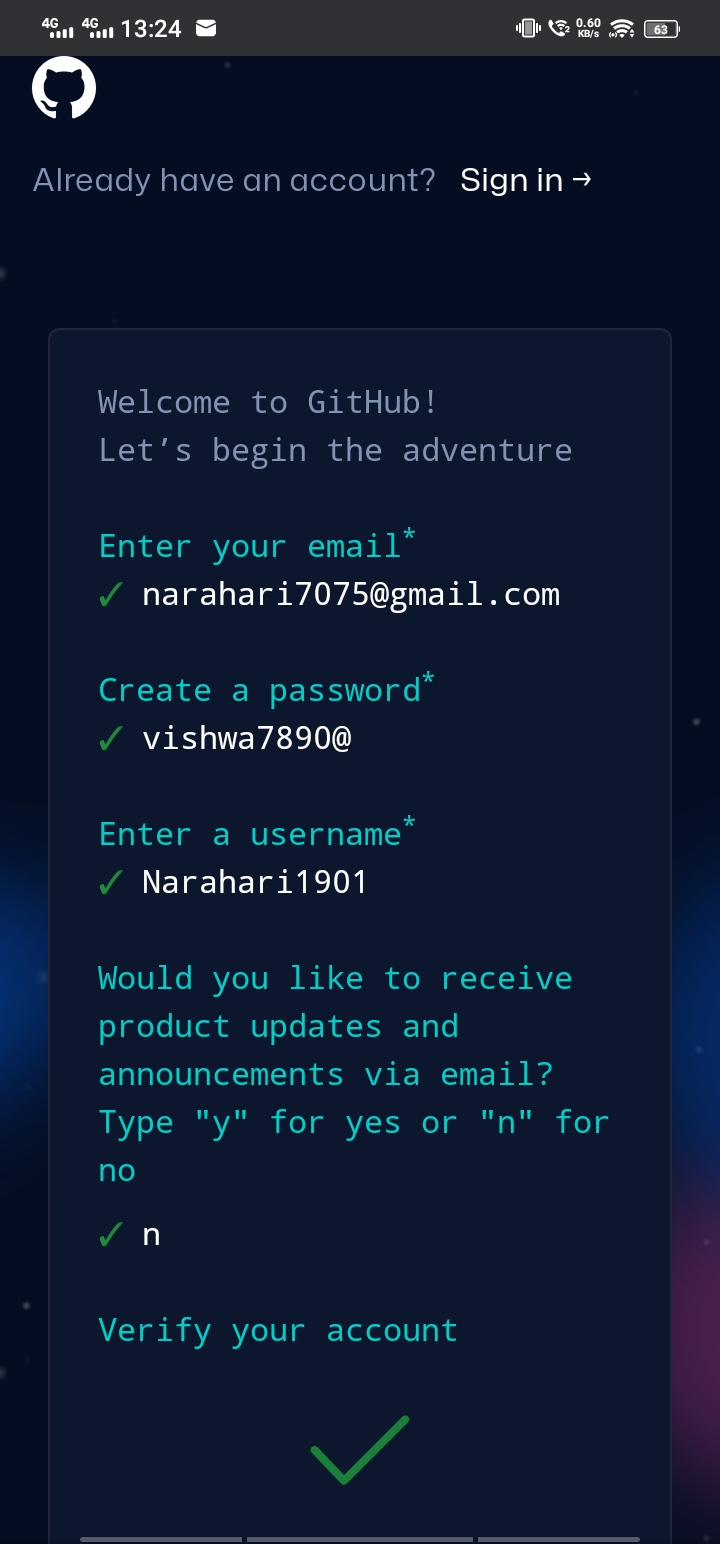 4G 4G 13:24 2 0.60 KB/s 63
Already have an account? Sign in →
Welcome to GitHub!
Let’s begin the adventure
Enter your email*
✓ narahari7075@gmail.com
Create a password*
✓ vishwa7890@
Enter a username*
✓ Narahari1901
Would you like to receive
product updates and
announcements via email?
Type "y" for yes or "n" for
no
✓ n
Verify your account